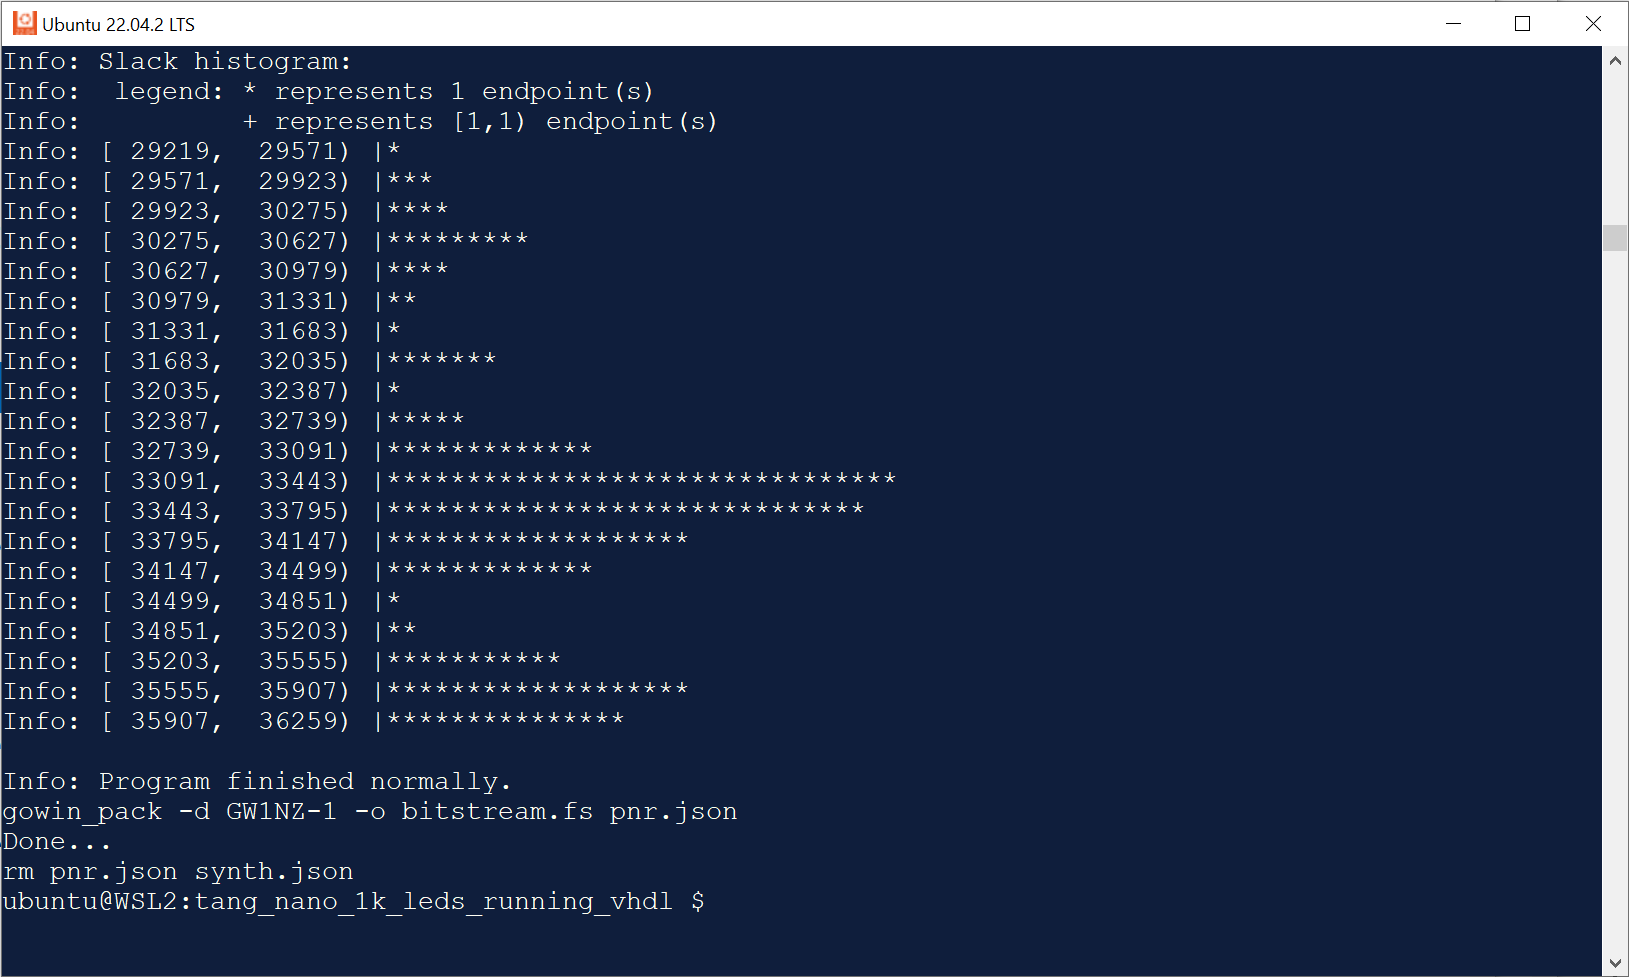 Ubuntu 22.04.2 LTS
Info: Slack histogram:
Info:  legend: * represents 1 endpoint(s)
Info:          + represents [1,1) endpoint(s)
Info: [ 29219,  29571) |*
Info: [ 29571,  29923) |***
Info: [ 29923,  30275) |****
Info: [ 30275,  30627) |*********
Info: [ 30627,  30979) |****
Info: [ 30979,  31331) |**
Info: [ 31331,  31683) |*
Info: [ 31683,  32035) |*******
Info: [ 32035,  32387) |*
Info: [ 32387,  32739) |*****
Info: [ 32739,  33091) |*************
Info: [ 33091,  33443) |********************************
Info: [ 33443,  33795) |******************************
Info: [ 33795,  34147) |*******************
Info: [ 34147,  34499) |*************
Info: [ 34499,  34851) |*
Info: [ 34851,  35203) |**
Info: [ 35203,  35555) |***********
Info: [ 35555,  35907) |*******************
Info: [ 35907,  36259) |***************
Info: Program finished normally.
gowin_pack -d GW1NZ-1 -o bitstream.fs pnr.json
Done...
rm pnr.json synth.json
ubuntu@WSL2:tang_nano_1k_leds_running_vhdl $